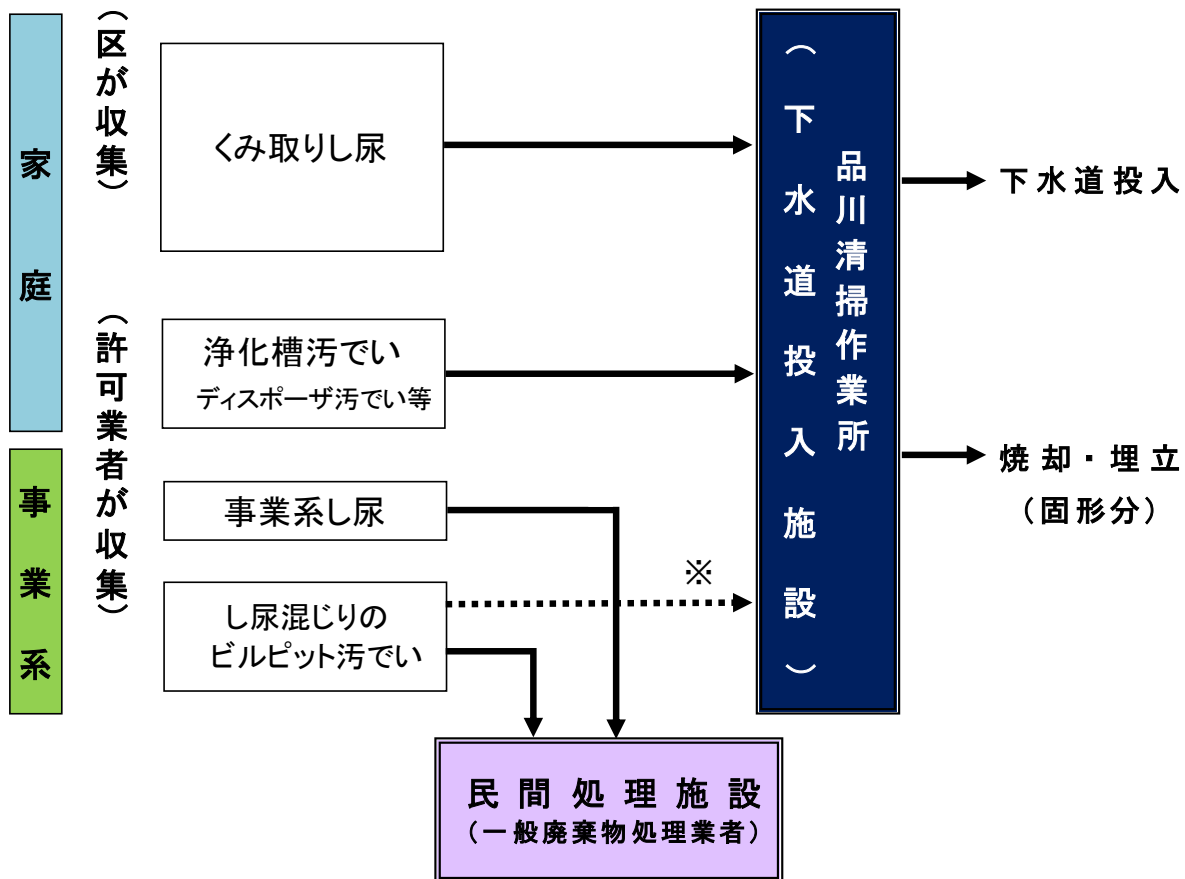 家庭
（区が収集）
くみ取りし尿
（許可業者が収集）
浄化槽汚でい
ディスポーザ汚でい等
事業系
事業系し尿
し尿混じりの
ビルピット汚でい
※
品川清掃作業所
（下水道投入施設）
下水道投入
焼却・埋立
（固形分）
民間処理施設
（一般廃棄物処理業者）